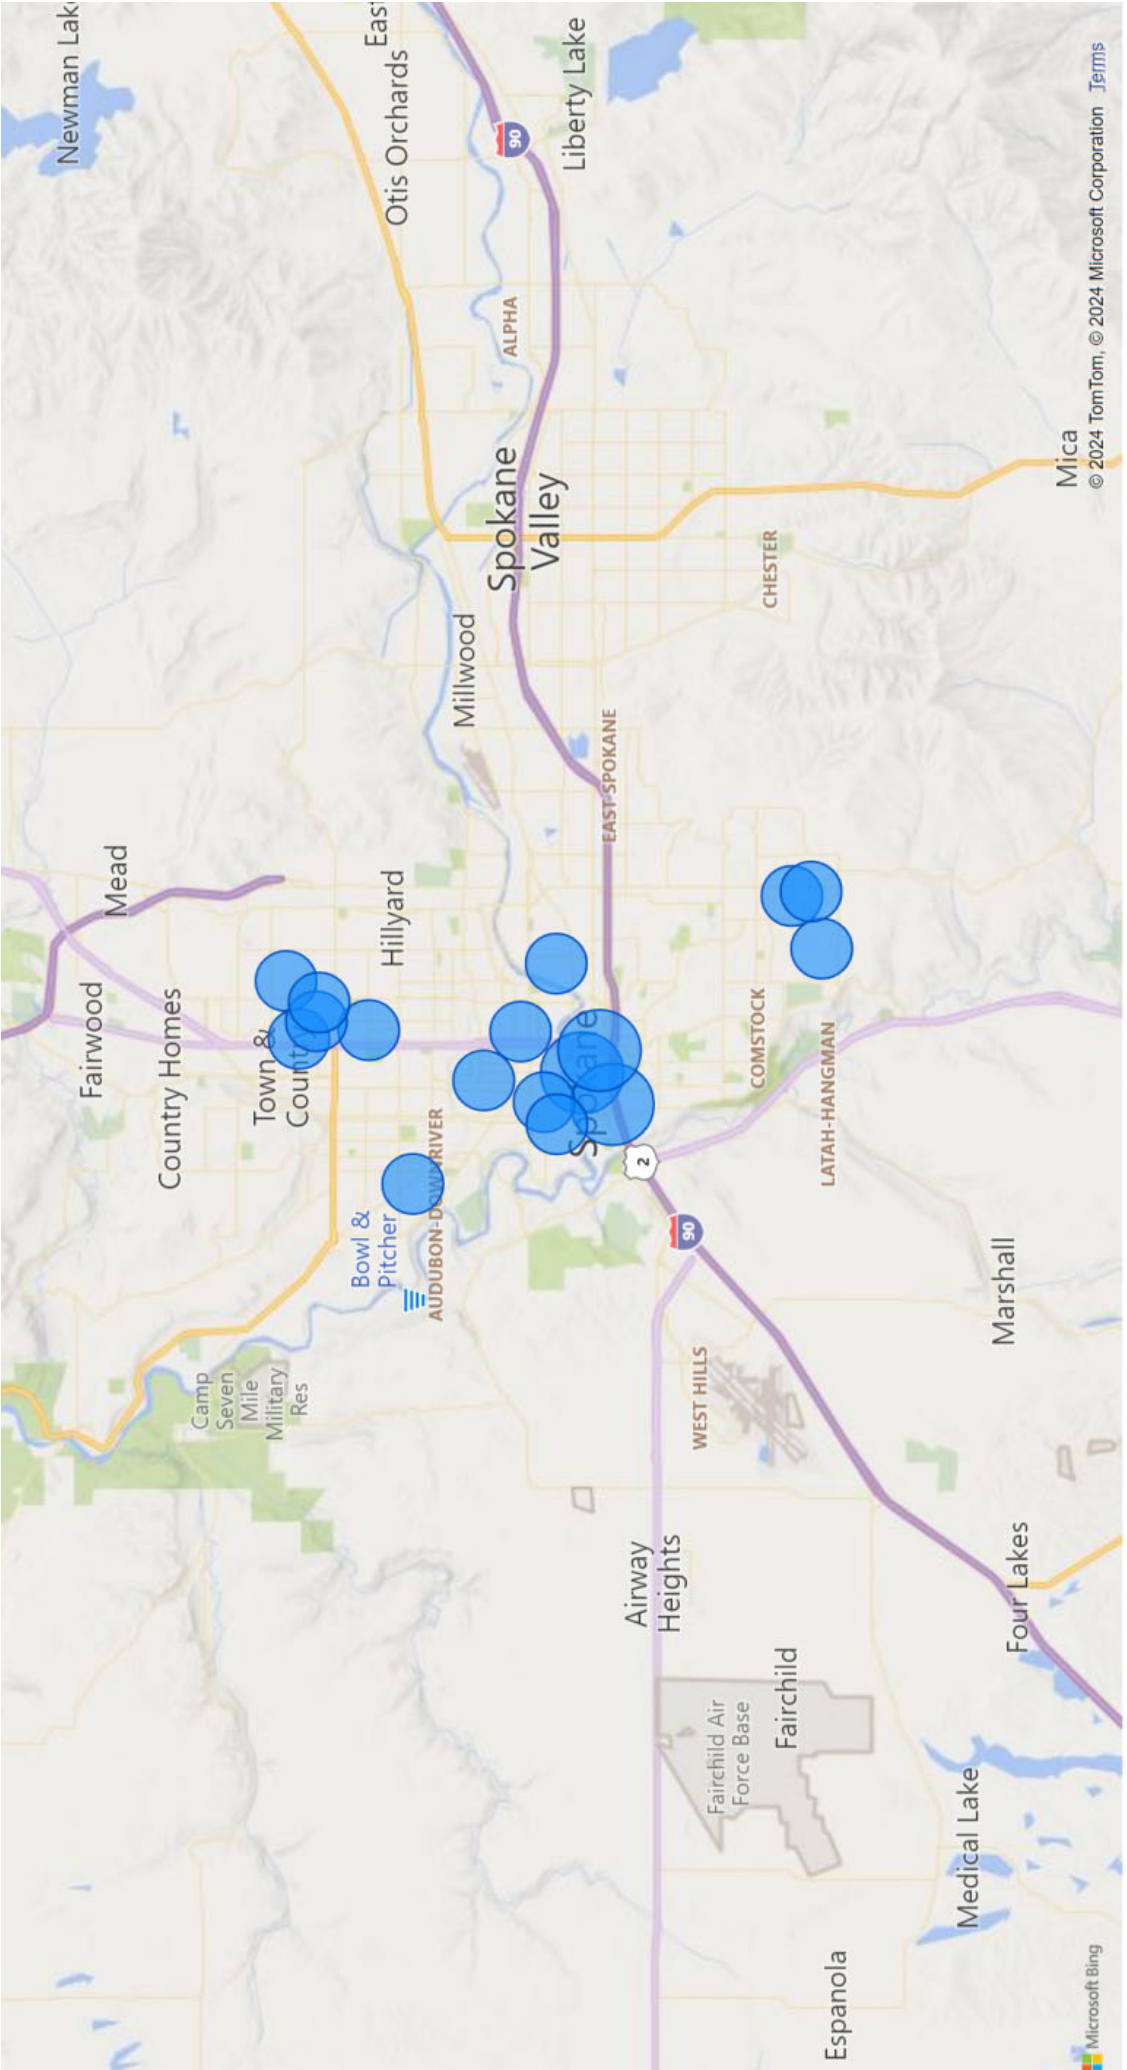 Newman Lak
Fairwood
Mead
Country Homes
Camp
Seven
Mile
Military
Res
Town &
Country
Bowl &
Pitcher
East
Otis Orchards
Hillyard
AUDUBON-DOWNRIVER
Millwood
Spokane
Valley
ALPHA
90
Liberty Lake
Spokane
EAST SPOKANE
2
90
Airway
Heights
WEST HILLS
Fairchild Air
Force Base
Fairchild
COMSTOCK
CHESTER
LATAH-HANGMAN
Espanola
Medical Lake
Four Lakes
Marshall
Mica
Microsoft Bing
© 2024 TomTom, © 2024 Microsoft Corporation Terms